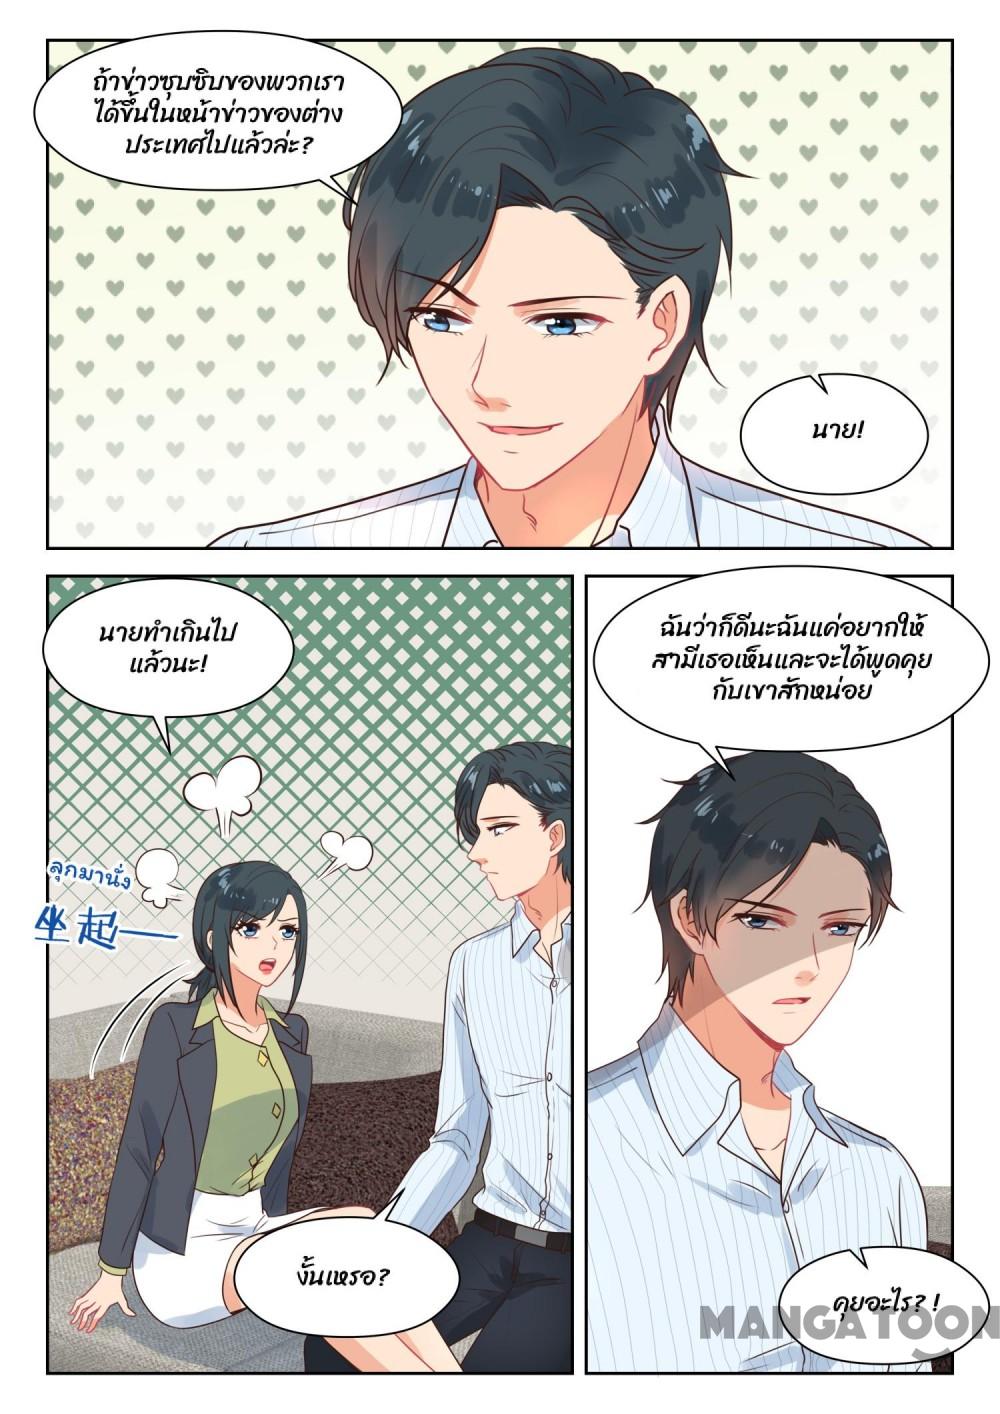 ถ้าข่าวซุบซิบของพวกเรา
ได้ขึ้นในหน้าข่าวของต่าง
ประเทศไปแล้วล่ะ?
นาย!
นายทำเกินไป
แล้วนะ!
ลุกมานั่ง
坐起——
งั้นเหรอ?
ฉันว่าก็ดีนะฉันแค่อยากให้
สามีเธอเห็นและจะได้พูดคุย
กับเขาสักหน่อย
คุยอะไร?!
MANGATOON